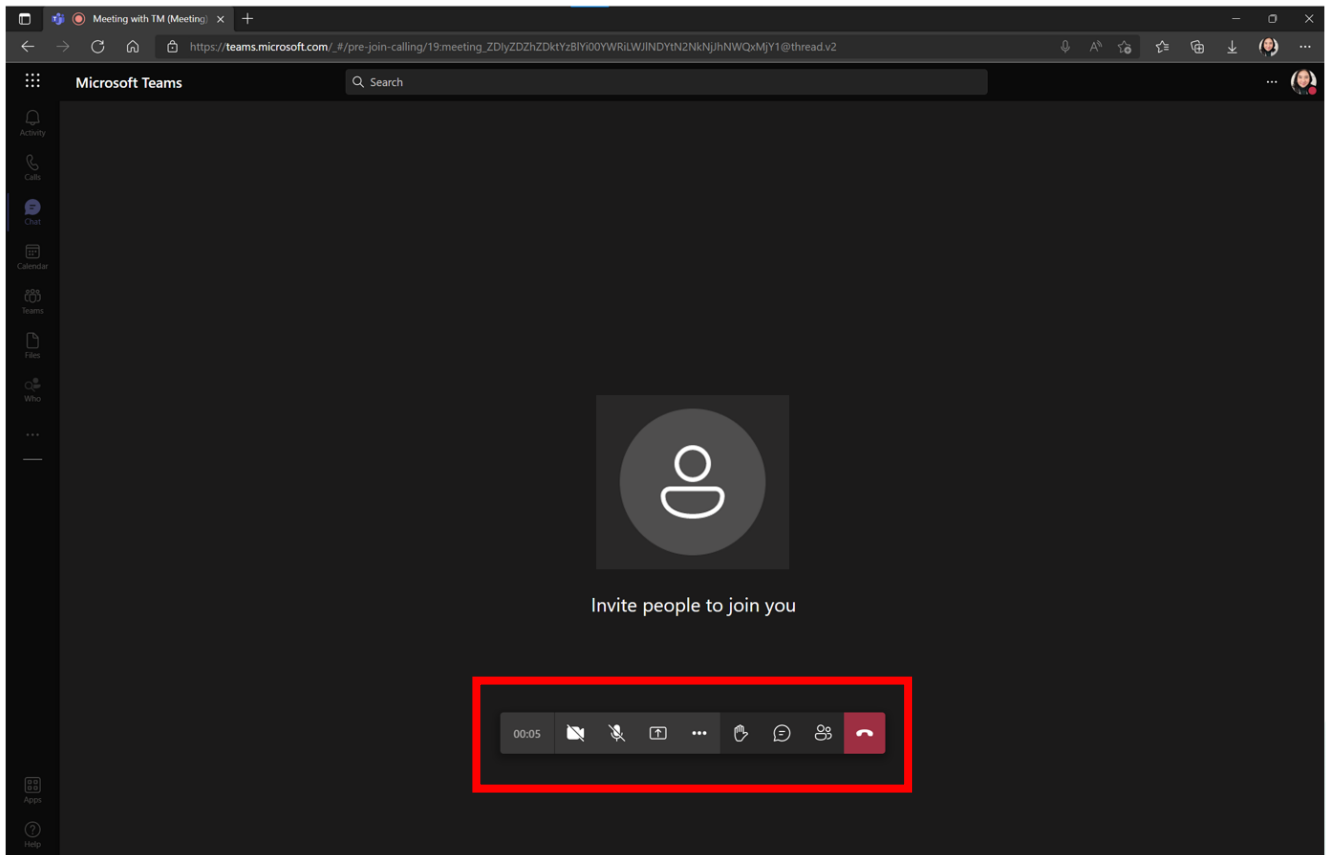 Meeting with TM (Meeting)
https://teams.microsoft.com/_#/pre-join-calling/19:meeting_ZDIyZDZhZDktYzBlYi00YWRiLWJlNDYtN2NkNjJhNWQxMjY1@thread.v2
Microsoft Teams
Search
Activity
Calls
Chat
Calendar
Teams
Files
Who
Invite people to join you
00:05
Apps
Help